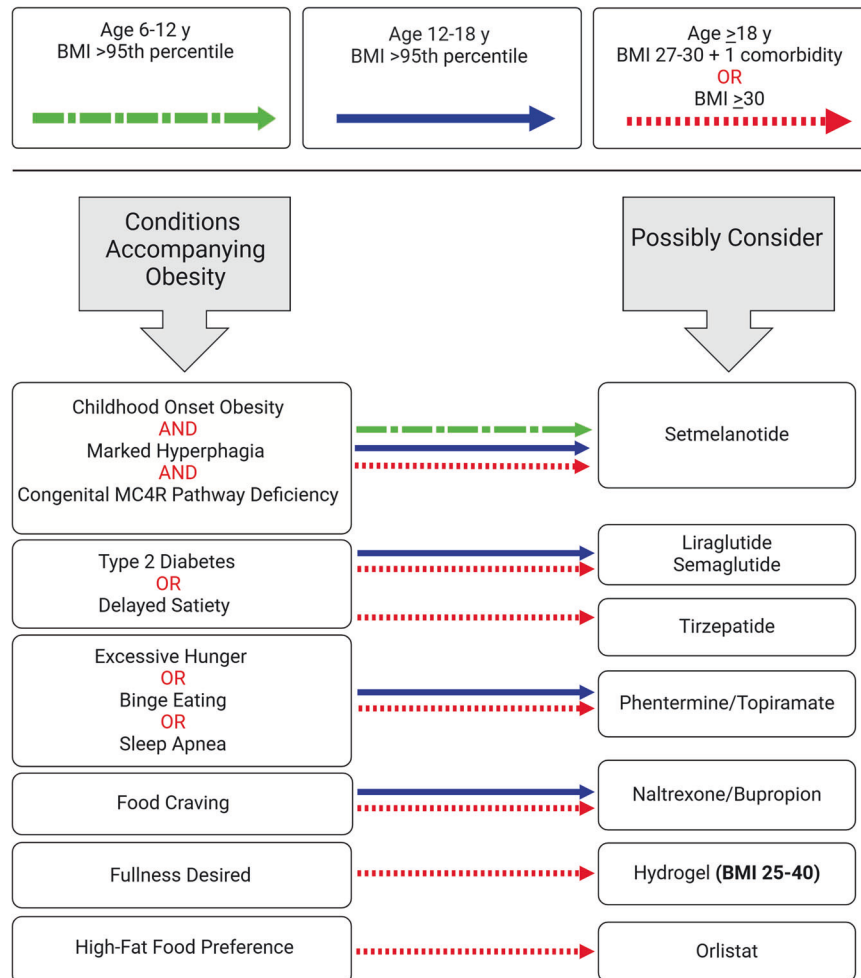 Age 6-12 y
BMI >95th percentile
Age 12-18 y
BMI >95th percentile
Age ≥18 y
BMI 27-30 + 1 comorbidity
OR
BMI ≥30
Conditions
Accompanying
Obesity
Possibly Consider
Childhood Onset Obesity
AND
Marked Hyperphagia
AND
Congenital MC4R Pathway Deficiency
Setmelanotide
Type 2 Diabetes
OR
Delayed Satiety
Liraglutide
Semaglutide
Tirzepatide
Excessive Hunger
OR
Binge Eating
OR
Sleep Apnea
Phentermine/Topiramate
Food Craving
Naltrexone/Bupropion
Fullness Desired
Hydrogel (BMI 25-40)
High-Fat Food Preference
Orlistat